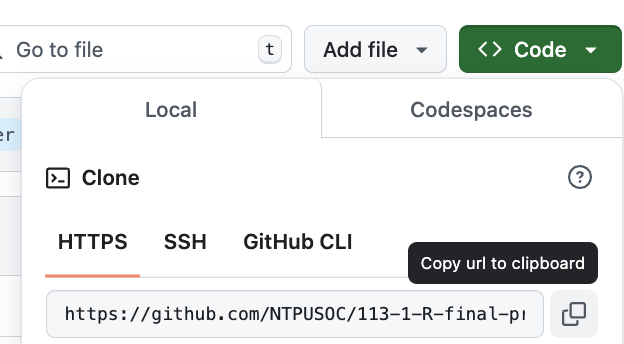 Go to file t Add file <> Code
Local Codespaces
er
>_ Clone ?
HTTPS SSH GitHub CLI
Copy url to clipboard
https://github.com/NTPUSOC/113-1-R-final-pr